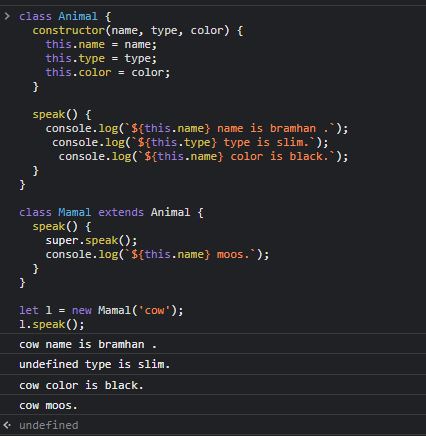 class Animal {
  constructor(name, type, color) {
    this.name = name;
    this.type = type;
    this.color = color;
  }

  speak() {
    console.log(`${this.name} name is bramhan .`);
     console.log(`${this.type} type is slim.`);
      console.log(`${this.name} color is black.`);
  }
}

class Mamal extends Animal {
  speak() {
    super.speak();
    console.log(`${this.name} moos.`);
  }
}

let l = new Mamal('cow');
l.speak();
cow name is bramhan .
undefined type is slim.
cow color is black.
cow moos.
undefined